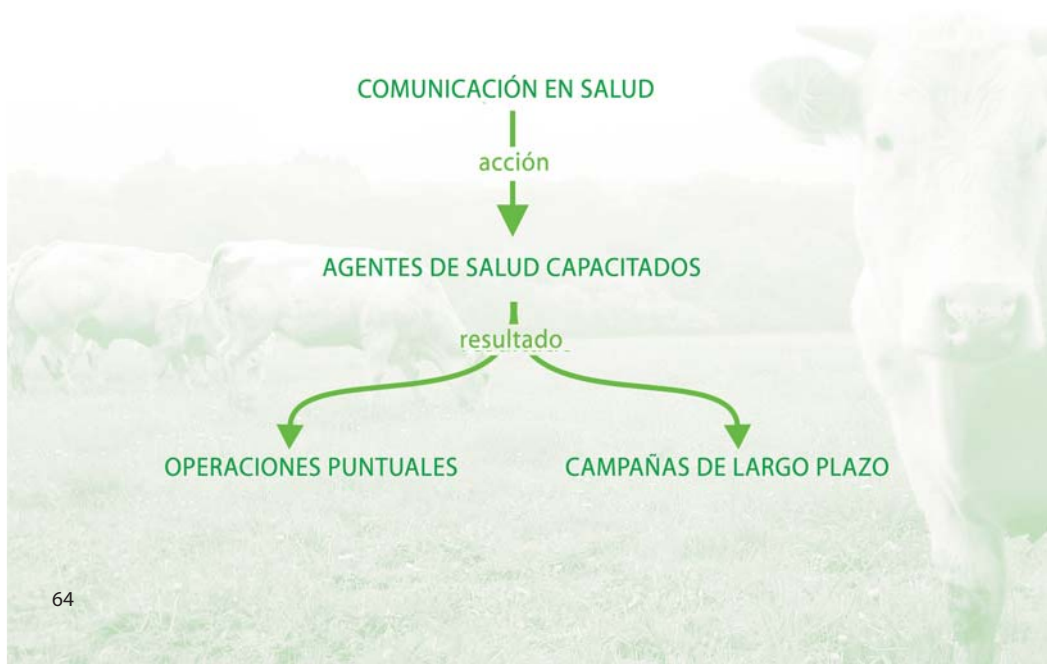 COMUNICACIÓN EN SALUD
acción
AGENTES DE SALUD CAPACITADOS
resultado
OPERACIONES PUNTUALES
CAMPAÑAS DE LARGO PLAZO
64